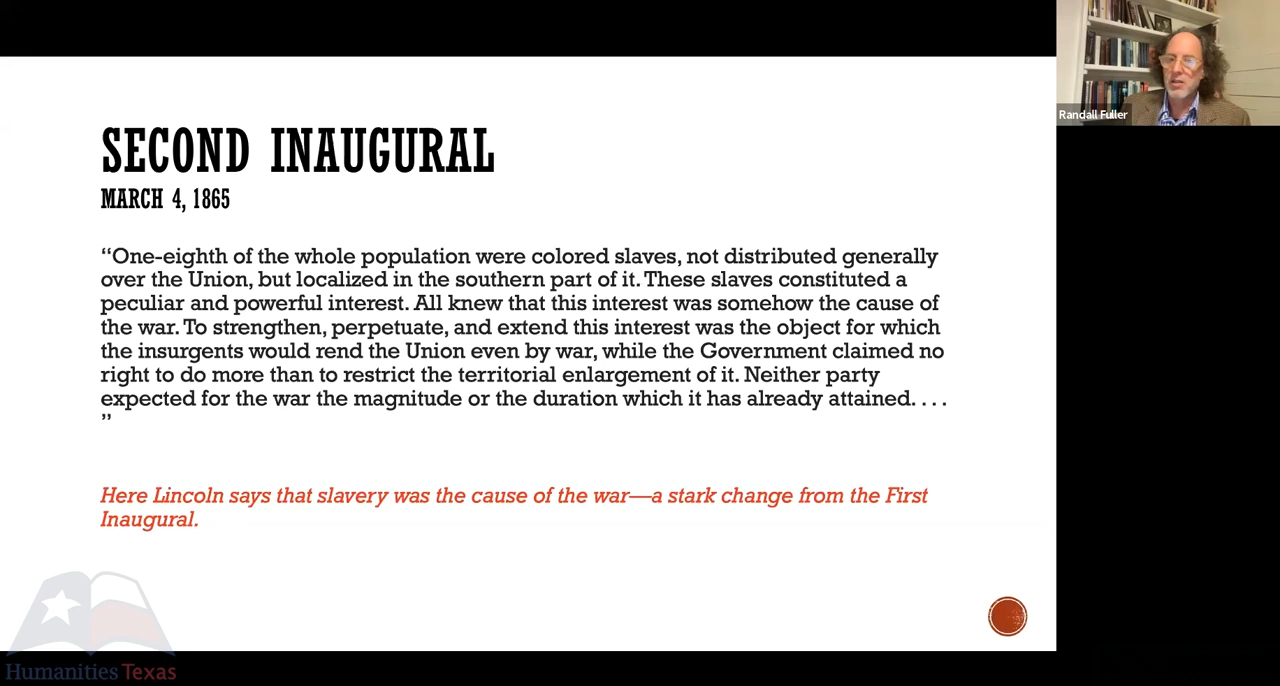 SECOND INAUGURAL
MARCH 4, 1865
“One-eighth of the whole population were colored slaves, not distributed generally
over the Union, but localized in the southern part of it. These slaves constituted a
peculiar and powerful interest. All knew that this interest was somehow the cause of
the war. To strengthen, perpetuate, and extend this interest was the object for which
the insurgents would rend the Union even by war, while the Government claimed no
right to do more than to restrict the territorial enlargement of it. Neither party
expected for the war the magnitude or the duration which it has already attained. . . .
”
Here Lincoln says that slavery was the cause of the war—a stark change from the First
Inaugural.
Humanities Texas
Randall Fuller